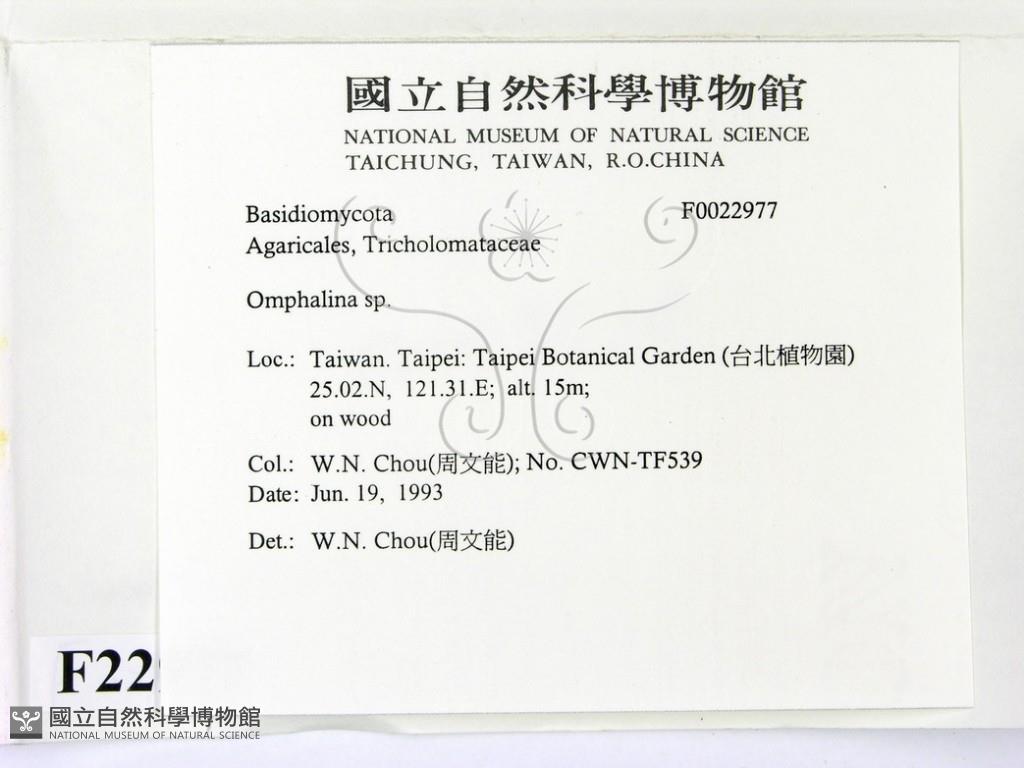 國立自然科學博物館
NATIONAL MUSEUM OF NATURAL SCIENCE
TAICHUNG, TAIWAN, R.O.CHINA
Basidiomycota F0022977
Agaricales, Tricholomataceae
Omphalina sp.
Loc.: Taiwan. Taipei: Taipei Botanical Garden (台北植物園)
25.02.N, 121.31.E; alt. 15m;
on wood
Col.: W.N. Chou(周文能); No. CWN-TF539
Date: Jun. 19, 1993
Det.: W.N. Chou(周文能)
F22
國立自然科學博物館
NATIONAL MUSEUM OF NATURAL SCIENCE